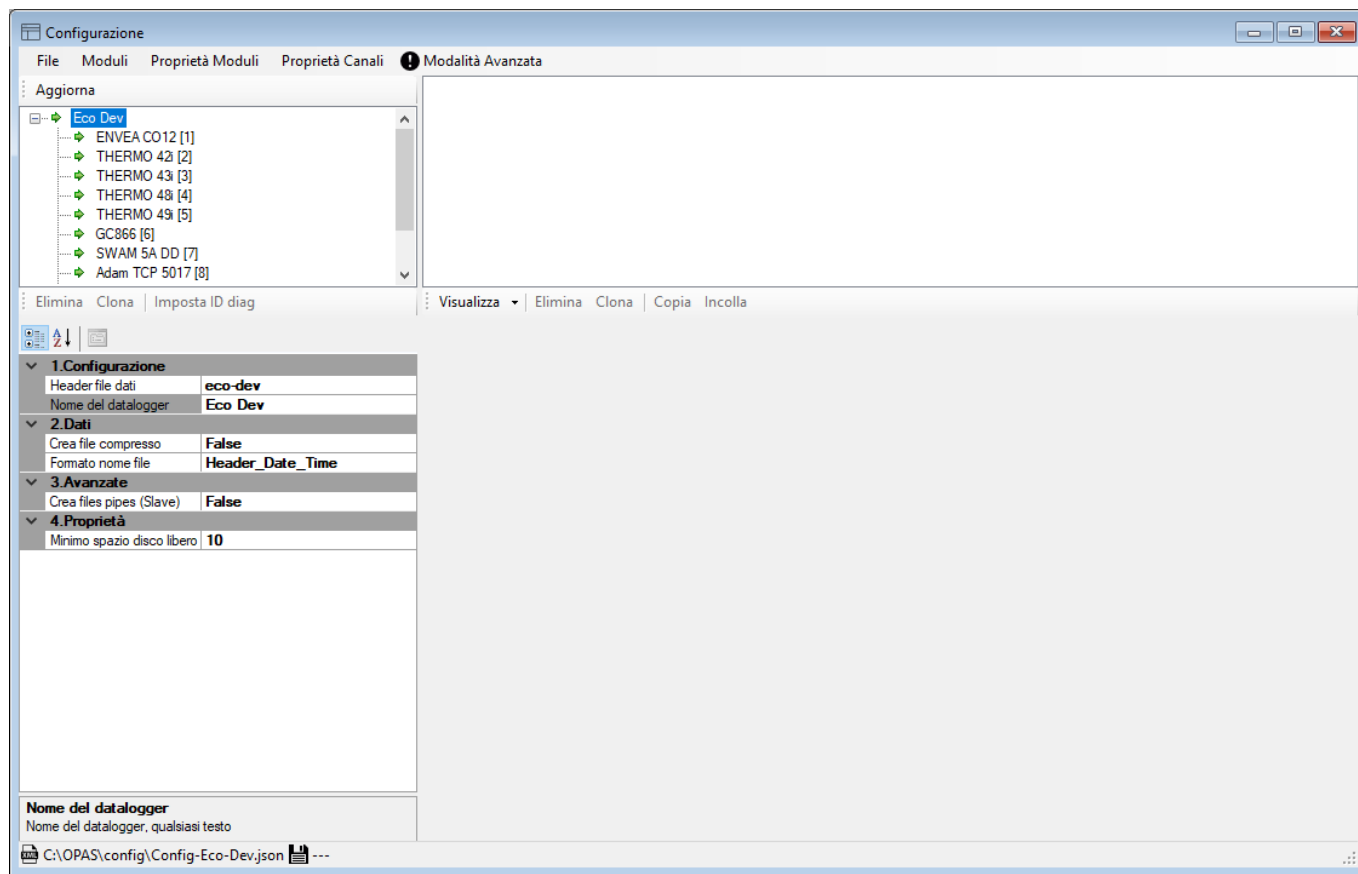 Configurazione
File Moduli Proprietà Moduli Proprietà Canali Modalità Avanzata
Aggiorna
Eco Dev
ENVEA CO12 [1]
THERMO 42i [2]
THERMO 43i [3]
THERMO 48i [4]
THERMO 49i [5]
GC866 [6]
SWAM 5A DD [7]
Adam TCP 5017 [8]
Elimina Clona Imposta ID diag
Visualizza Elimina Clona Copia Incolla
1.Configurazione
Header file dati eco-dev
Nome del datalogger Eco Dev
2.Dati
Crea file compresso False
Formato nome file Header_Date_Time
3.Avanzate
Crea files pipes (Slave) False
4.Proprietà
Minimo spazio disco libero 10
Nome del datalogger
Nome del datalogger, qualsiasi testo
C:\OPAS\config\Config-Eco-Dev.json ---